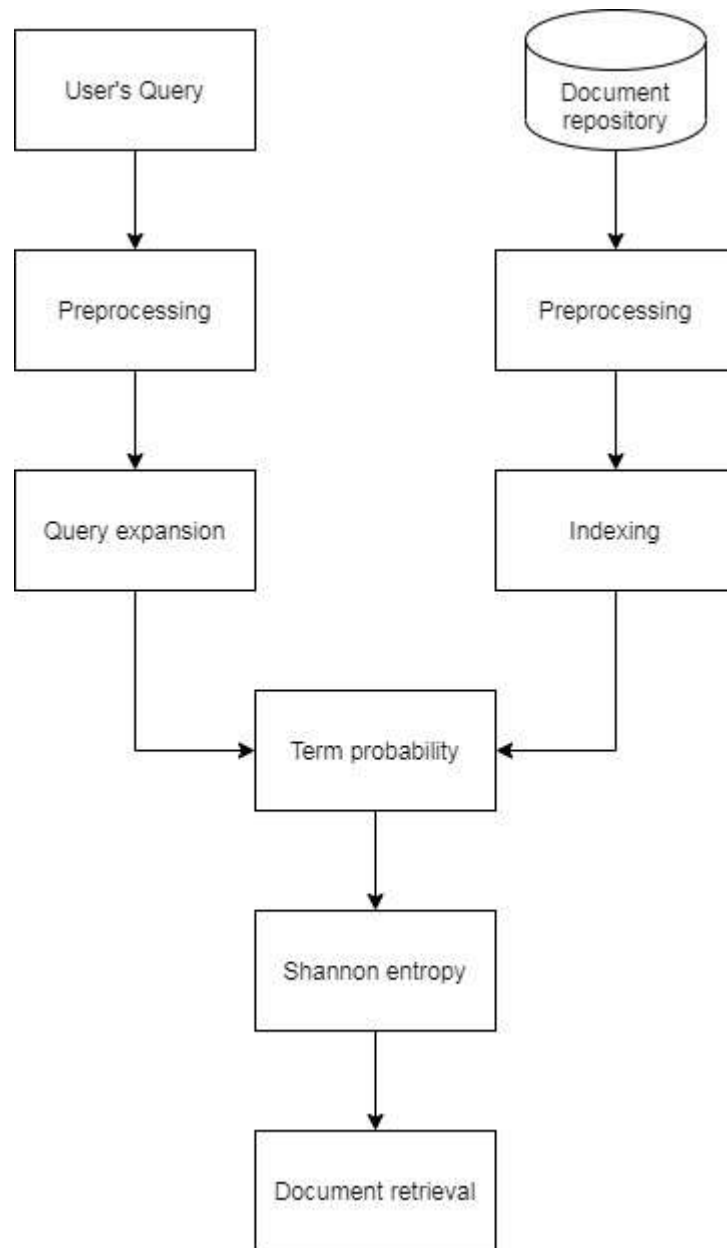 User's Query
Document
repository
Preprocessing
Preprocessing
Query expansion
Indexing
Term probability
Shannon entropy
Document retrieval